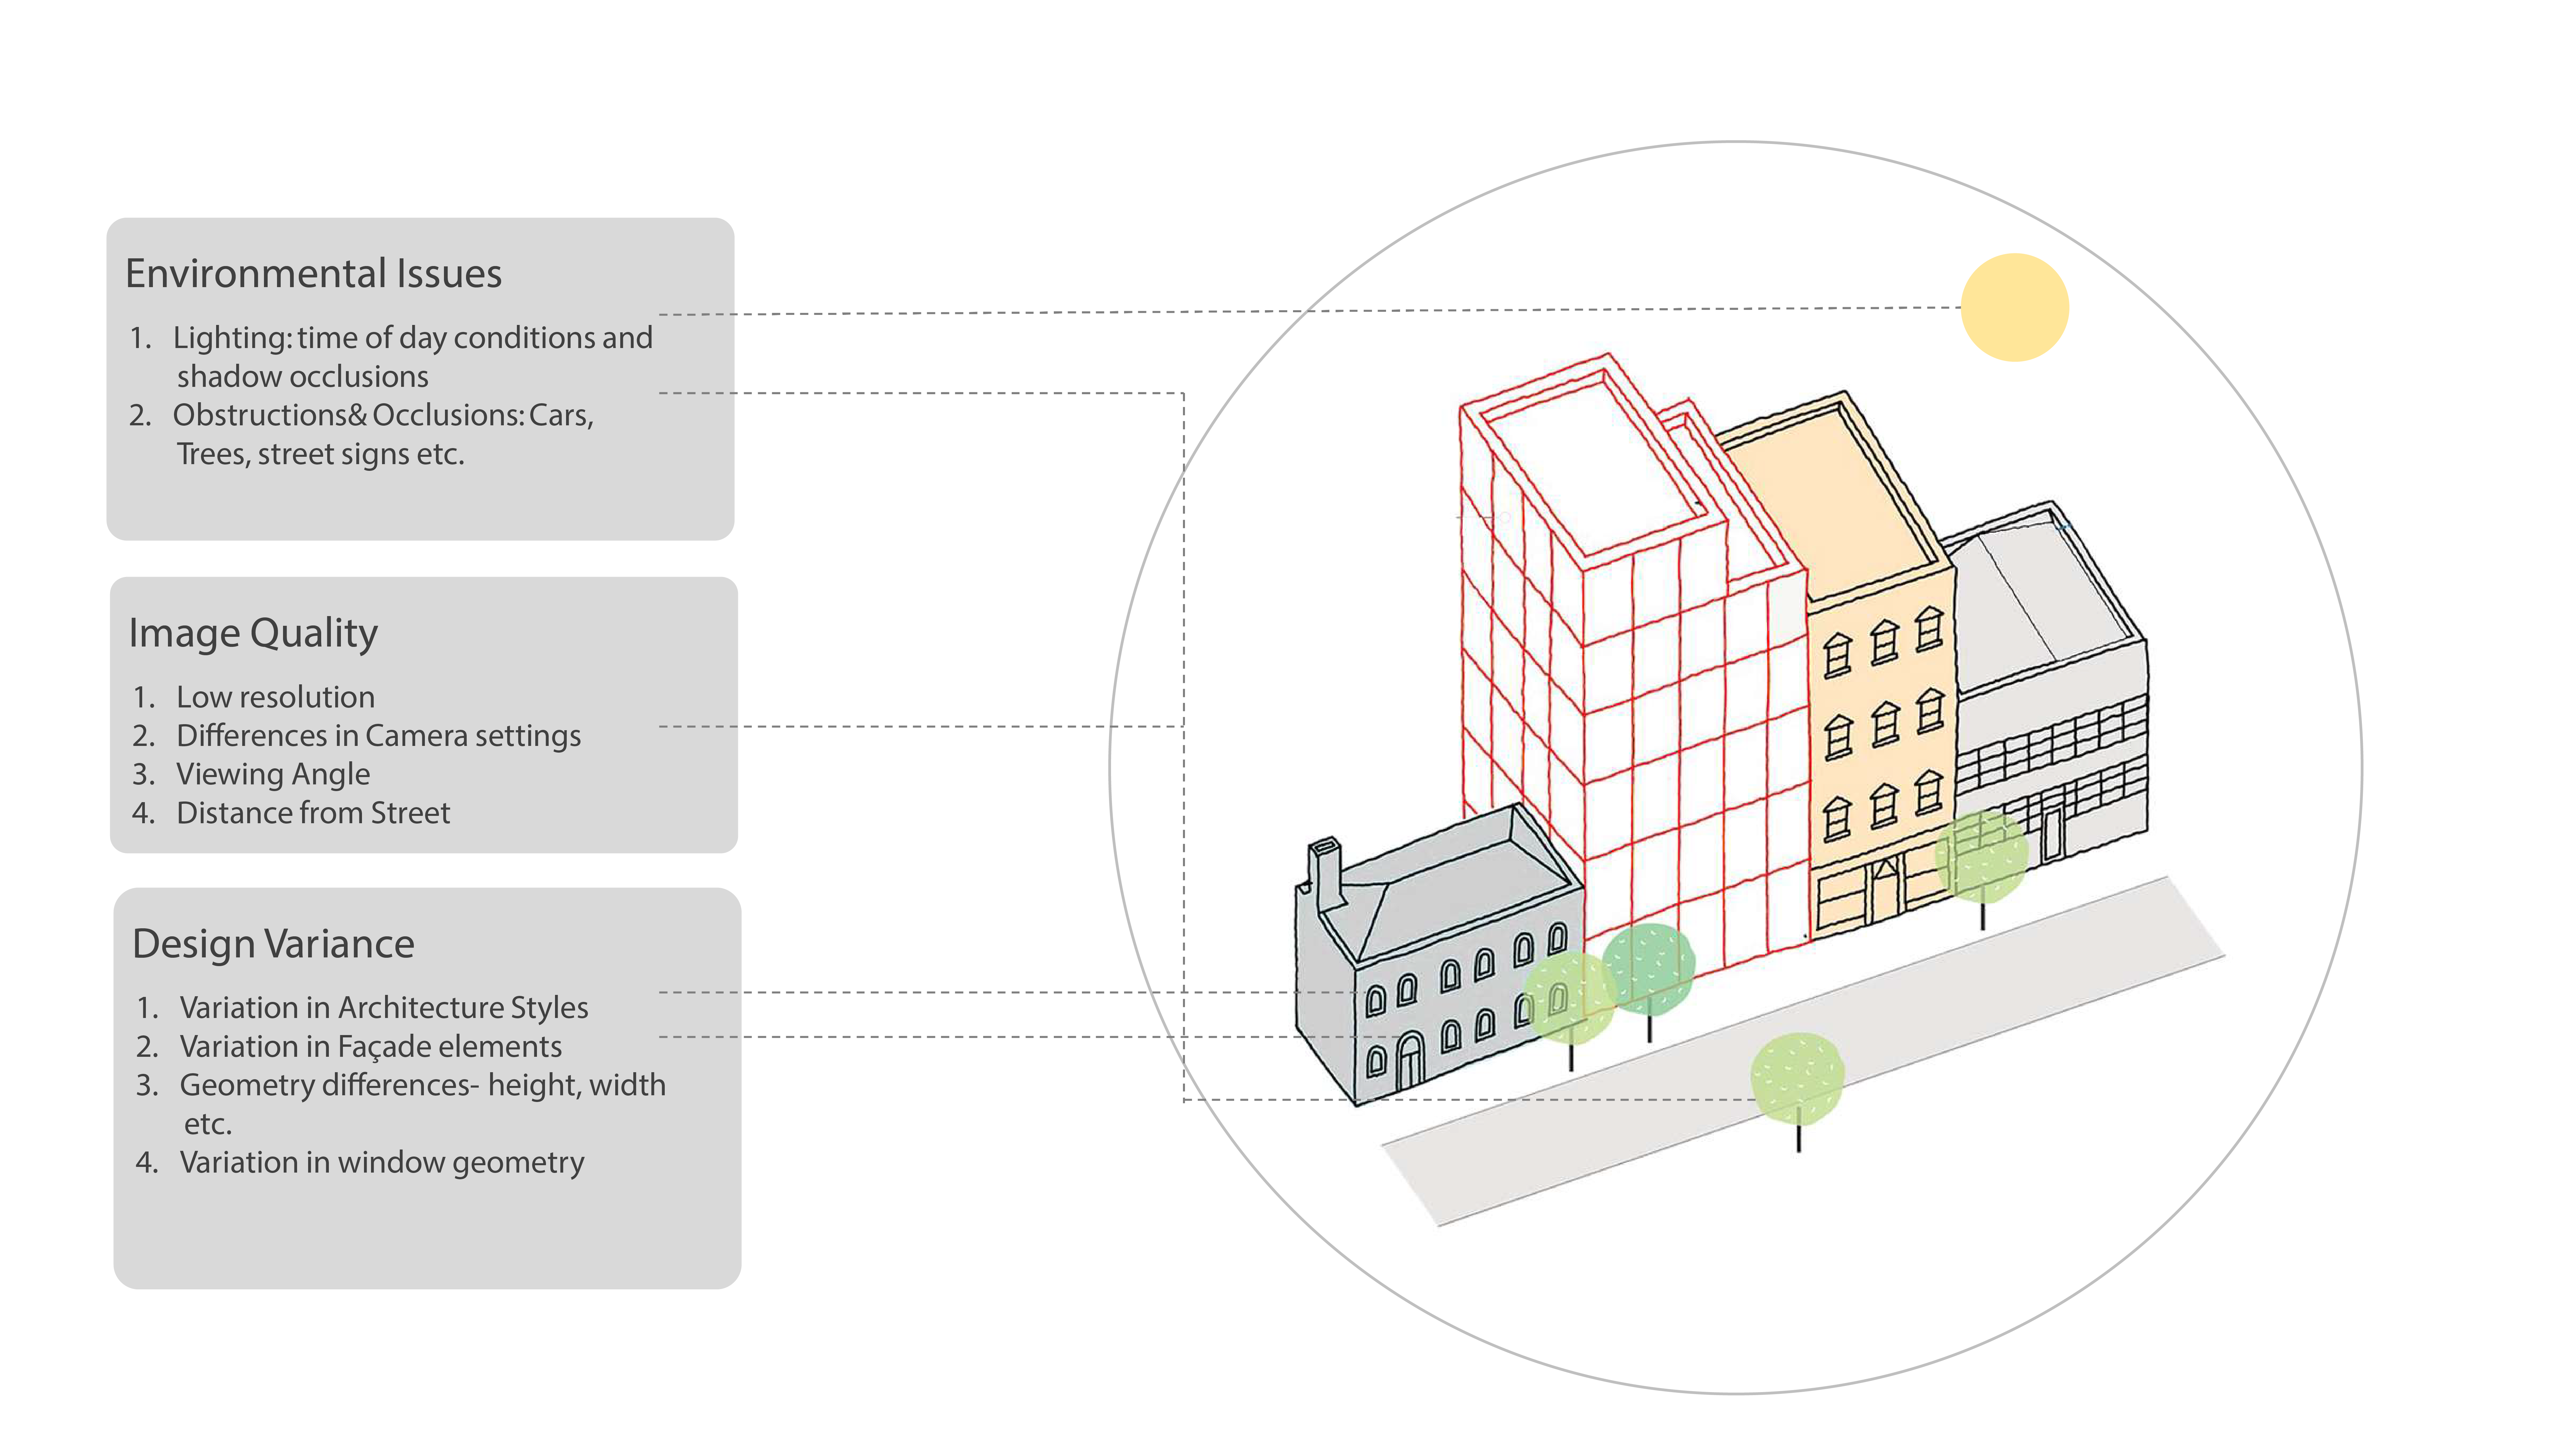 Environmental Issues
1. Lighting: time of day conditions and
shadow occlusions
2. Obstructions& Occlusions: Cars,
Trees, street signs etc.
Image Quality
1. Low resolution
2. Differences in Camera settings
3. Viewing Angle
4. Distance from Street
Design Variance
1. Variation in Architecture Styles
2. Variation in Façade elements
3. Geometry differences- height, width
etc.
4. Variation in window geometry